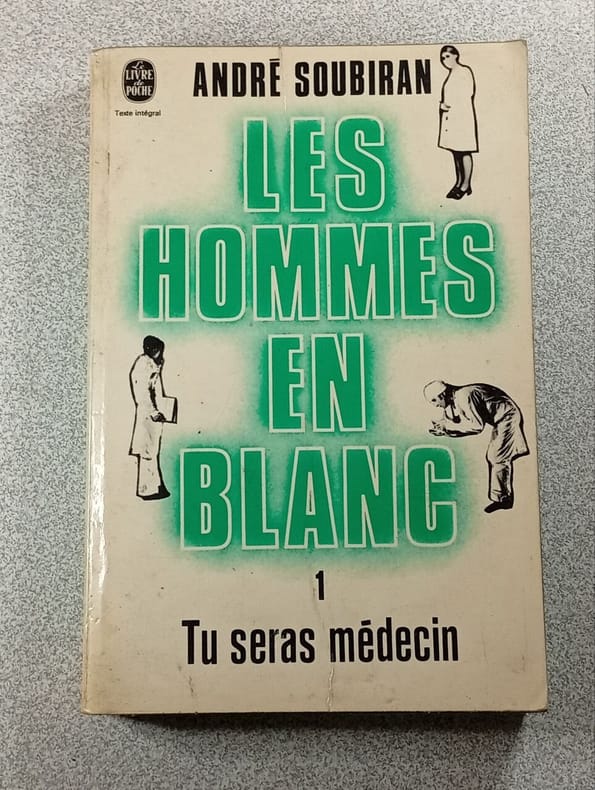 Le
LIVRE
de
POCHE
Texte intégral
ANDRÉ SOUBIRAN
LES
HOMMES
EN
BLANC
1
Tu seras médecin